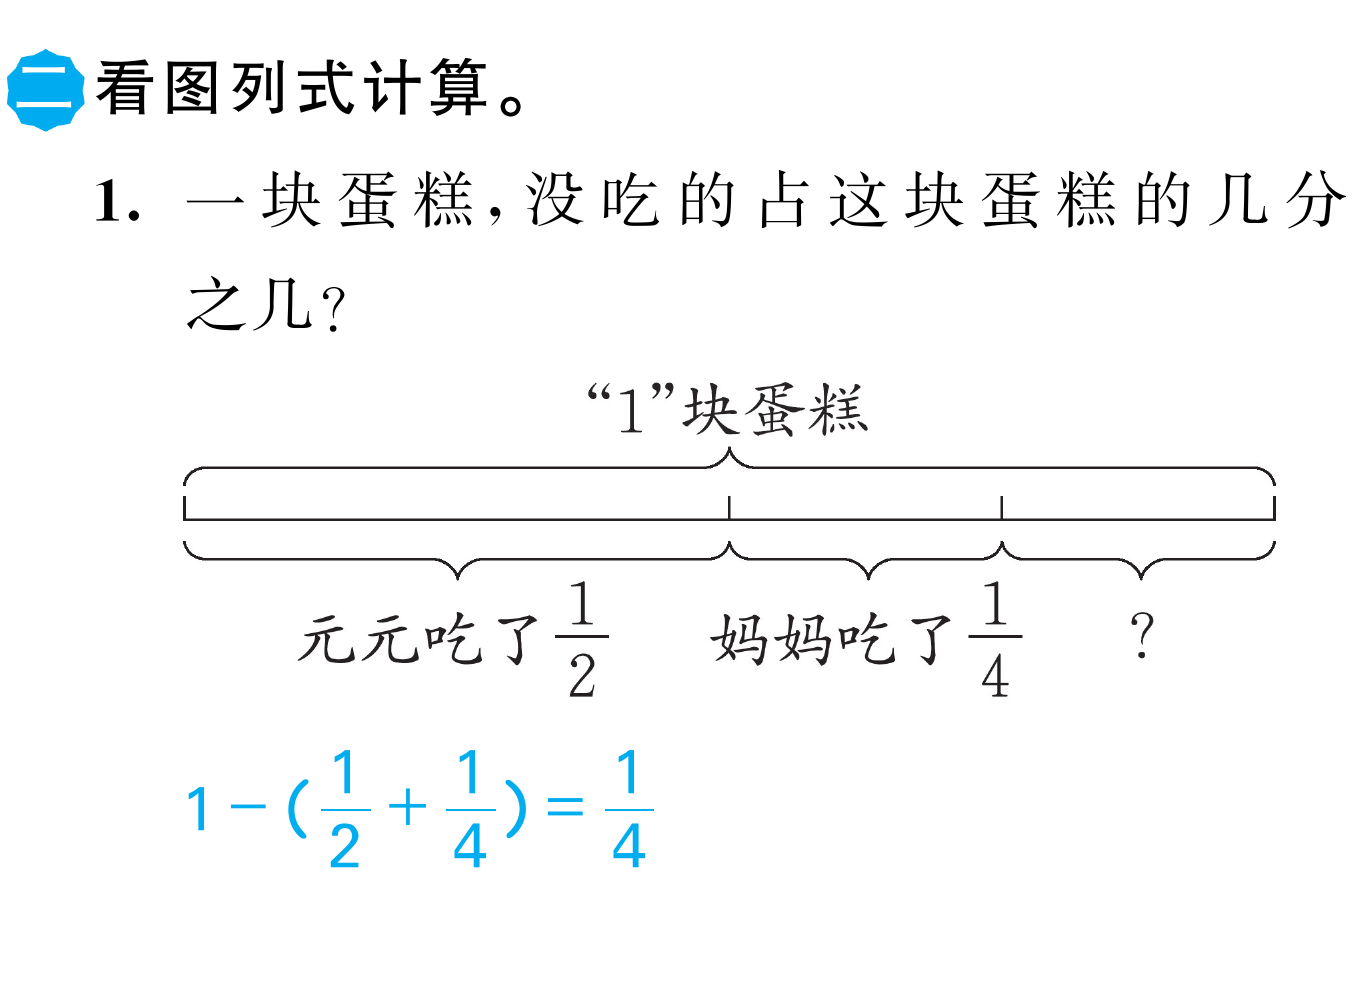 二 看图列式计算。
1. 一块蛋糕,没吃的占这块蛋糕的几分
之几?
“1”块蛋糕
元元吃了1/2 妈妈吃了1/4 ?
1-(1/2+1/4)=1/4